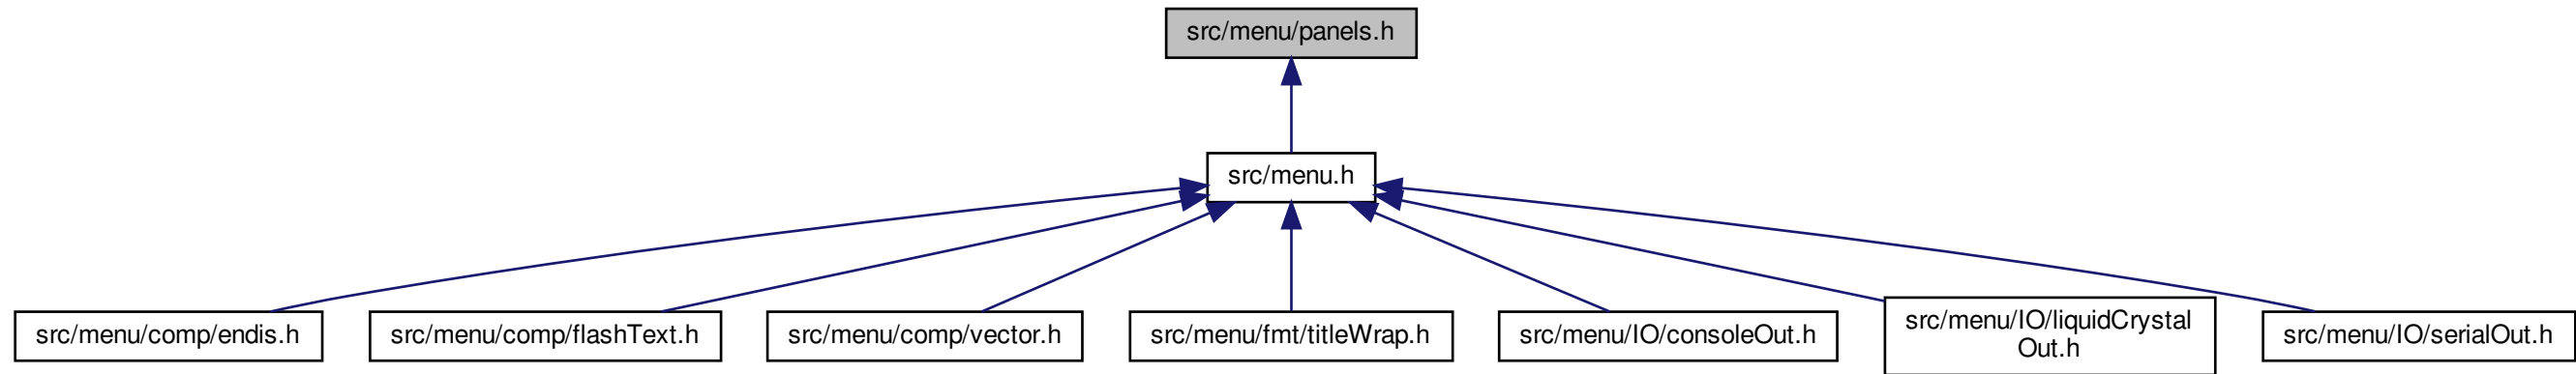 src/menu/panels.h
src/menu.h
src/menu/comp/endis.h
src/menu/comp/flashText.h
src/menu/comp/vector.h
src/menu/fmt/titleWrap.h
src/menu/IO/consoleOut.h
src/menu/IO/liquidCrystal
Out.h
src/menu/IO/serialOut.h